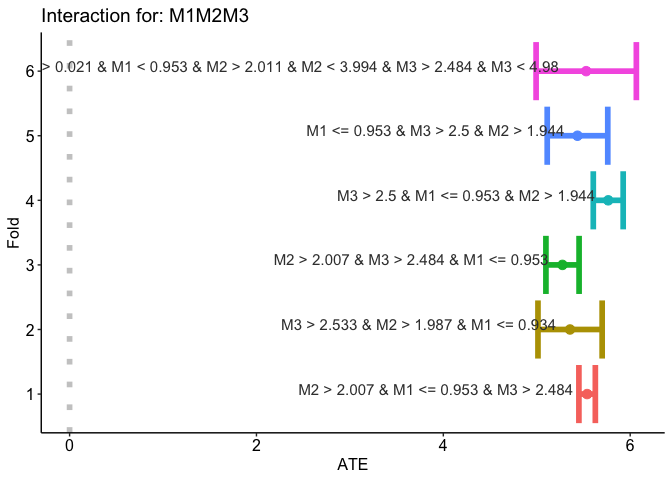 Interaction for: M1M2M3
Fold
6
> 0.021 & M1 < 0.953 & M2 > 2.011 & M2 < 3.994 & M3 > 2.484 & M3 < 4.98
5
M1 <= 0.953 & M3 > 2.5 & M2 > 1.944
4
M3 > 2.5 & M1 <= 0.953 & M2 > 1.944
3
M2 > 2.007 & M3 > 2.484 & M1 <= 0.953
2
M3 > 2.533 & M2 > 1.987 & M1 <= 0.934
1
M2 > 2.007 & M1 <= 0.953 & M3 > 2.484
0 2 4 6
ATE